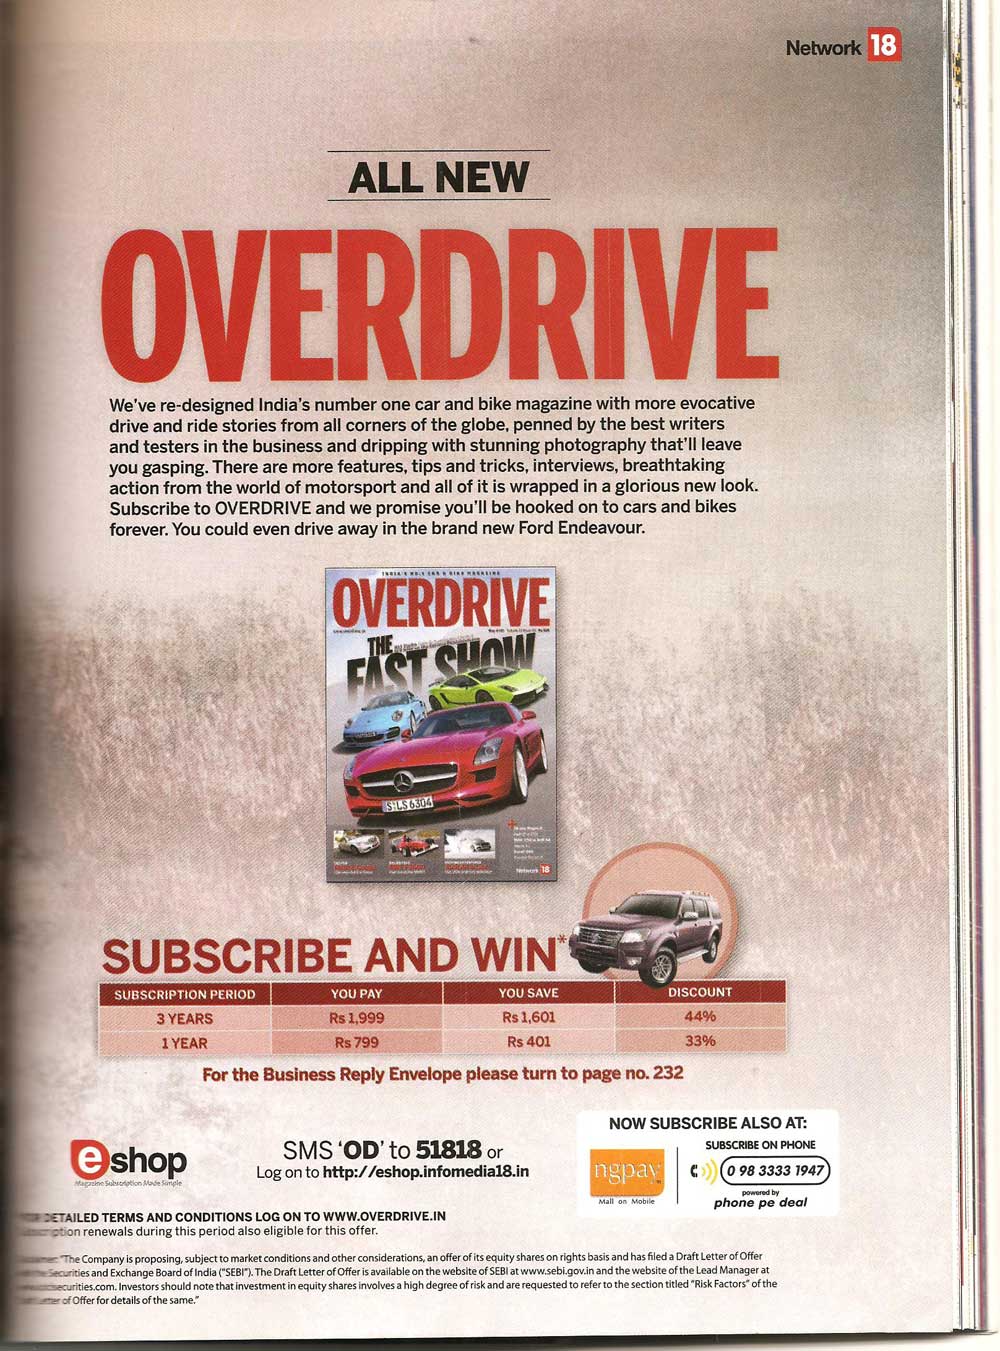 Network 18
ALL NEW
OVERDRIVE
We've re-designed India's number one car and bike magazine with more evocative
drive and ride stories from all corners of the globe, penned by the best writers
and testers in the business and dripping with stunning photography that'll leave
you gasping. There are more features, tips and tricks, interviews, breathtaking
action from the world of motorsport and all of it is wrapped in a glorious new look.
Subscribe to OVERDRIVE and we promise you'll be hooked on to cars and bikes
forever. You could even drive away in the brand new Ford Endeavour.
INDIA'S NO.1 CAR & BIKE MAGAZINE
OVERDRIVE
THE
FAST SHOW
S LS 6304
Network 18
SUBSCRIBE AND WIN*
SUBSCRIPTION PERIOD YOU PAY YOU SAVE DISCOUNT
3 YEARS Rs 1,999 Rs 1,601 44%
1 YEAR Rs 799 Rs 401 33%
For the Business Reply Envelope please turn to page no. 232
eshop
Magazine Subscription Made Simple
SMS 'OD' to 51818 or
Log on to http://eshop.infomedia18.in
NOW SUBSCRIBE ALSO AT:
ngpay
Mall on Mobile
SUBSCRIBE ON PHONE
0 98 3333 1947
powered by
phone pe deal
DETAILED TERMS AND CONDITIONS LOG ON TO WWW.OVERDRIVE.IN
renewals during this period also eligible for this offer.
"The Company is proposing, subject to market conditions and other considerations, an offer of its equity shares on rights basis and has filed a Draft Letter of Offer
Securities and Exchange Board of India ("SEBI"). The Draft Letter of Offer is available on the website of SEBI at www.sebi.gov.in and the website of the Lead Manager at
Investors should note that investment in equity shares involves a high degree of risk and are requested to refer to the section titled "Risk Factors" of the
of Offer for details of the same."